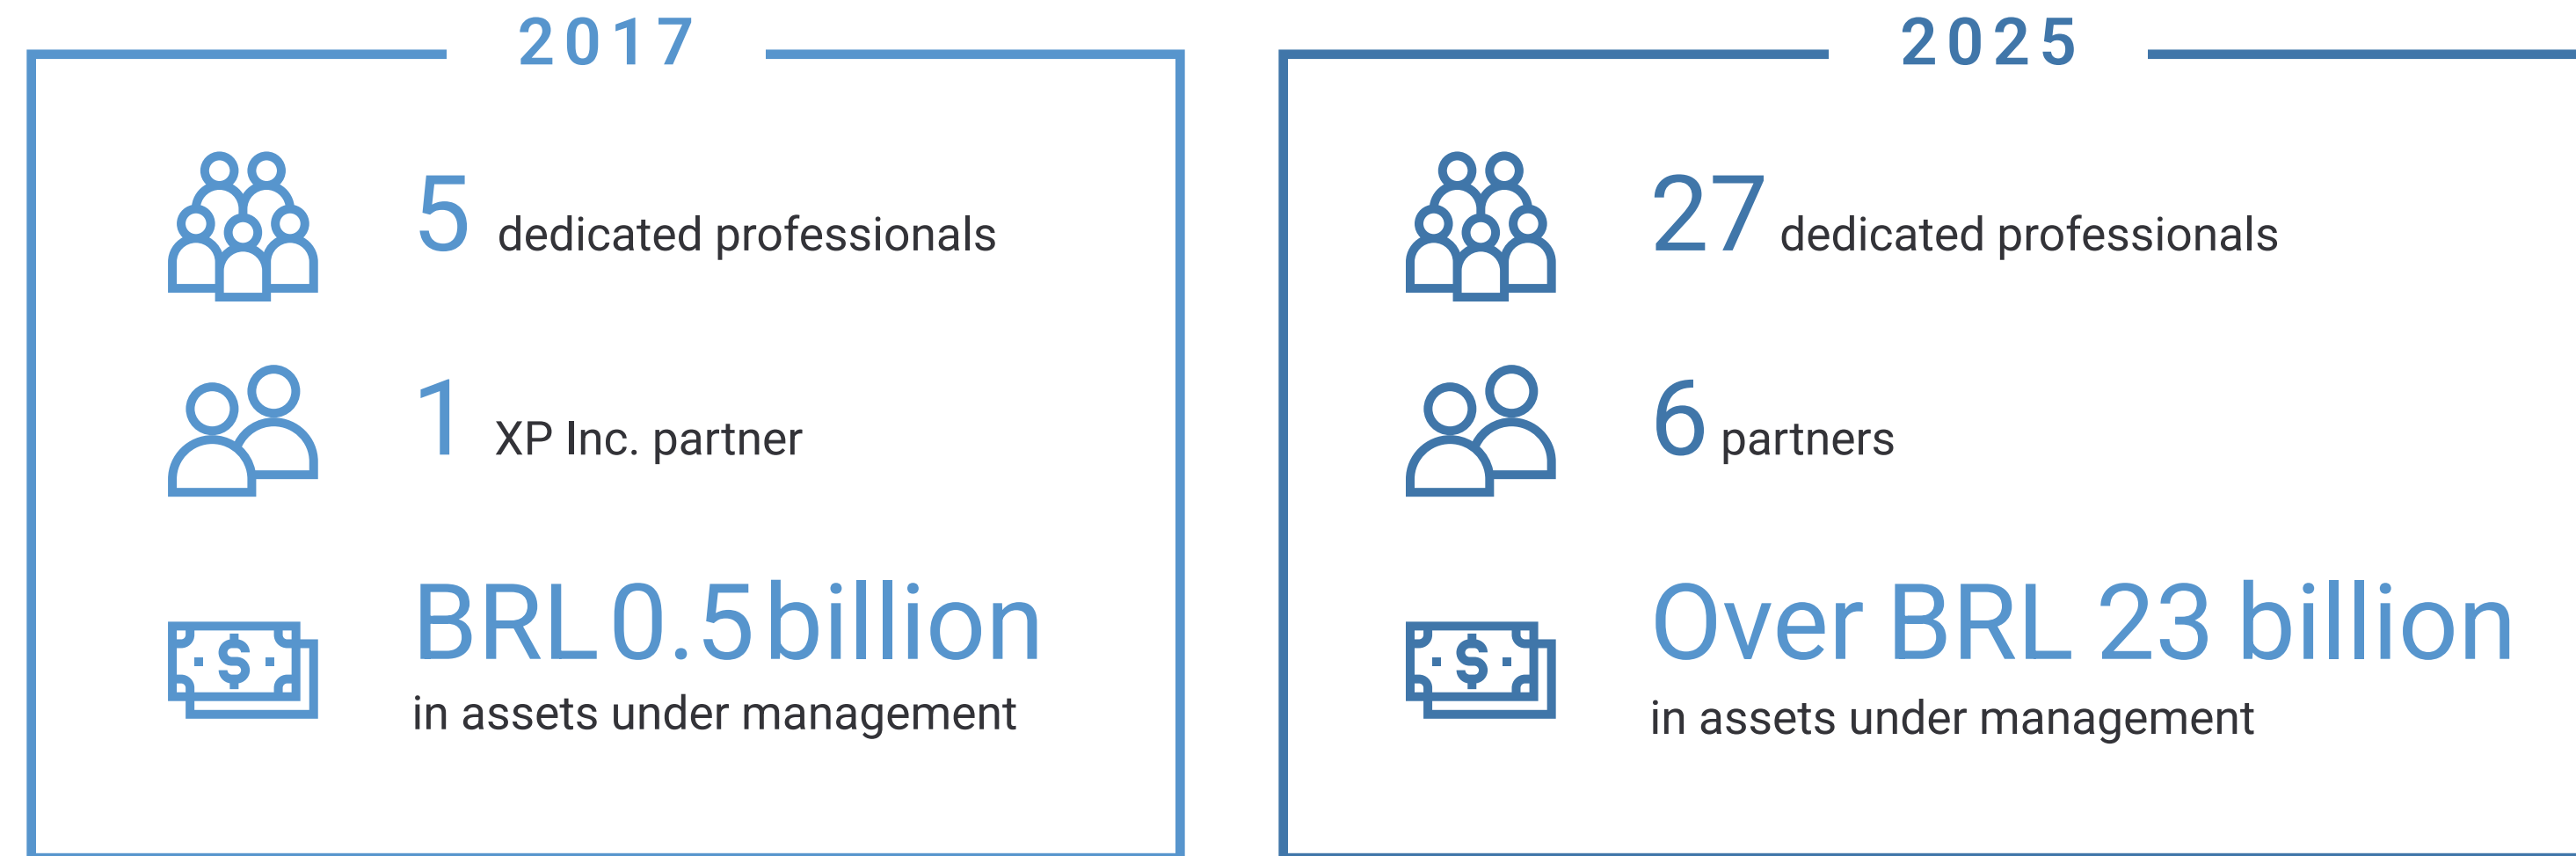 2017
5 dedicated professionals
1 XP Inc. partner
BRL 0.5 billion
in assets under management
2025
27 dedicated professionals
6 partners
Over BRL 23 billion
in assets under management